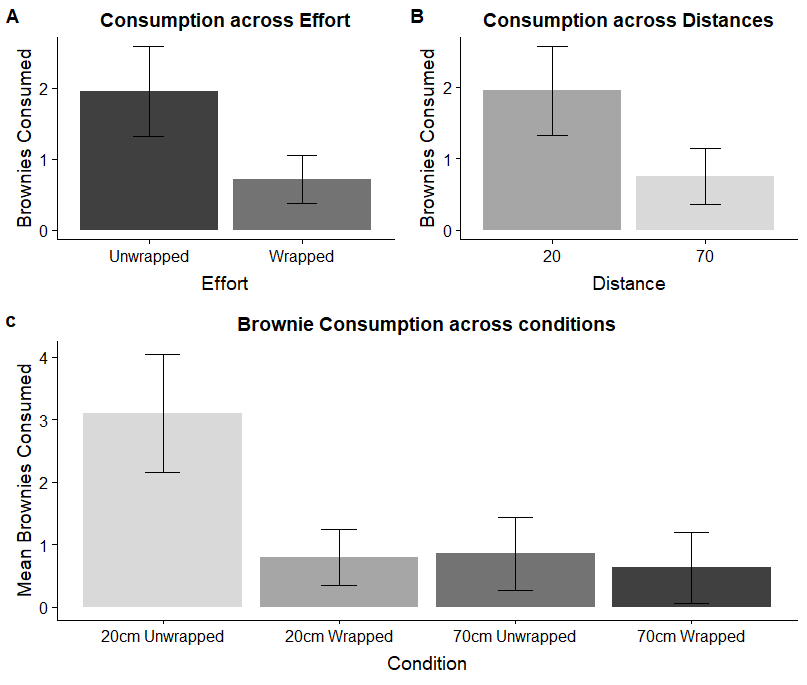 A
Consumption across Effort
Brownies Consumed
2
1
0
Unwrapped
Wrapped
Effort
B
Consumption across Distances
Brownies Consumed
2
1
0
20
70
Distance
c
Brownie Consumption across conditions
Mean Brownies Consumed
4
3
2
1
0
20cm Unwrapped
20cm Wrapped
70cm Unwrapped
70cm Wrapped
Condition